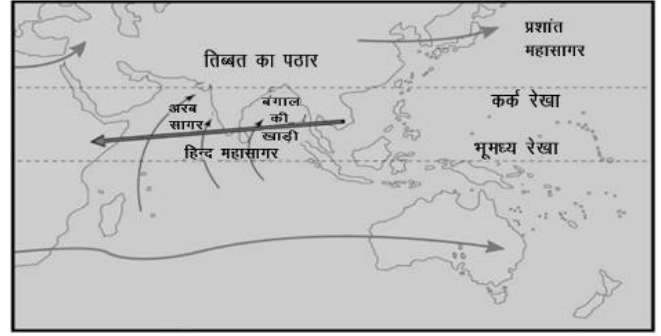 प्रशांत
महासागर
तिब्बत का पठार
अरब
सागर
बंगाल
की
खाड़ी
कर्क रेखा
हिन्द महासागर
भूमध्य रेखा